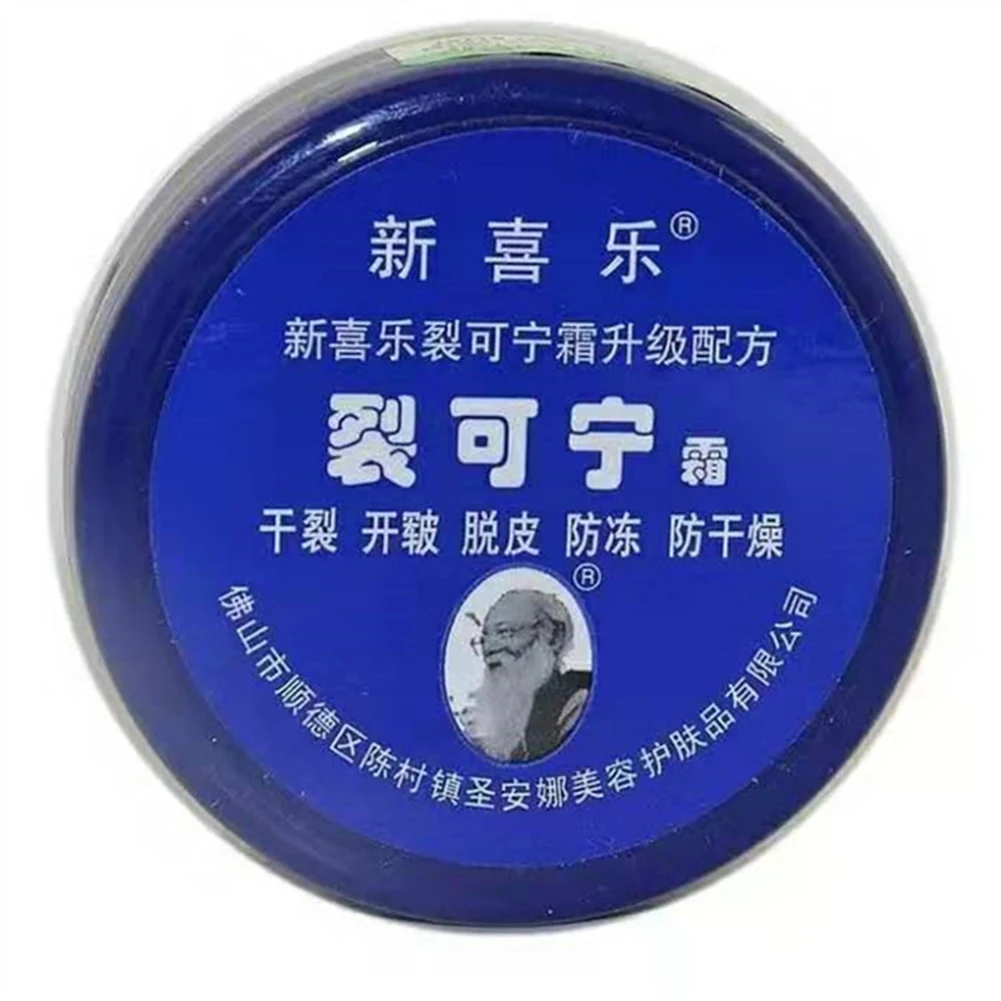 新喜乐®
新喜乐裂可宁霜升级配方
裂可宁霜
干裂 开皲 脱皮 防冻 防干燥
®
佛山市顺德区陈村镇圣安娜美容护肤品有限公司